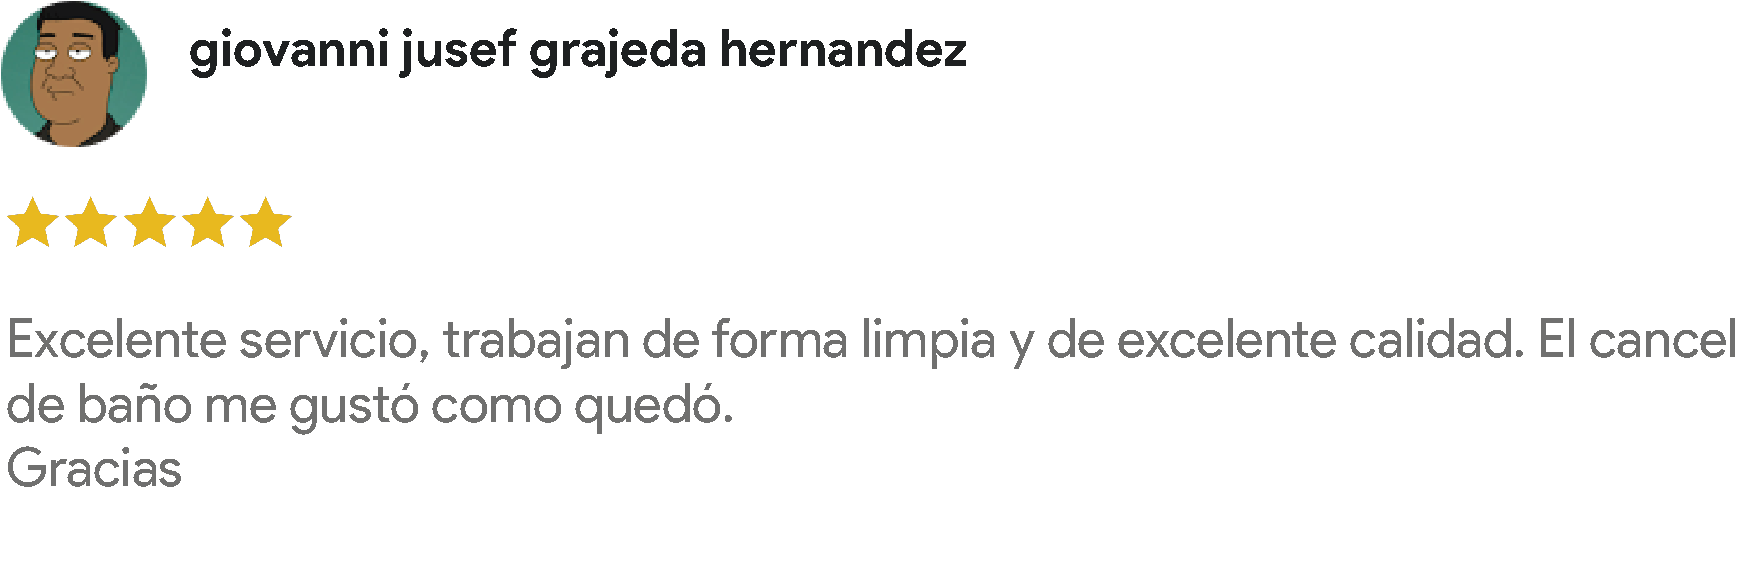 giovanni jusef grajeda hernandez
Excelente servicio, trabajan de forma limpia y de excelente calidad. El cancel
de baño me gustó como quedó.
Gracias